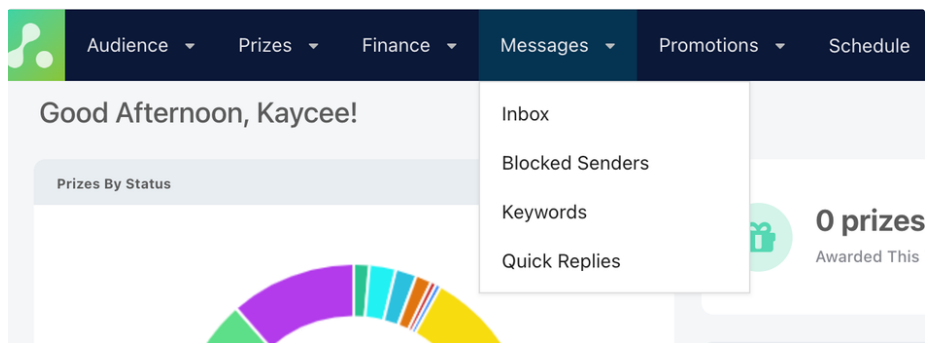 Audience Prizes Finance Messages Promotions Schedule
Good Afternoon, Kaycee!
Inbox
Blocked Senders
Keywords
Quick Replies
Prizes By Status
0 prizes
Awarded This